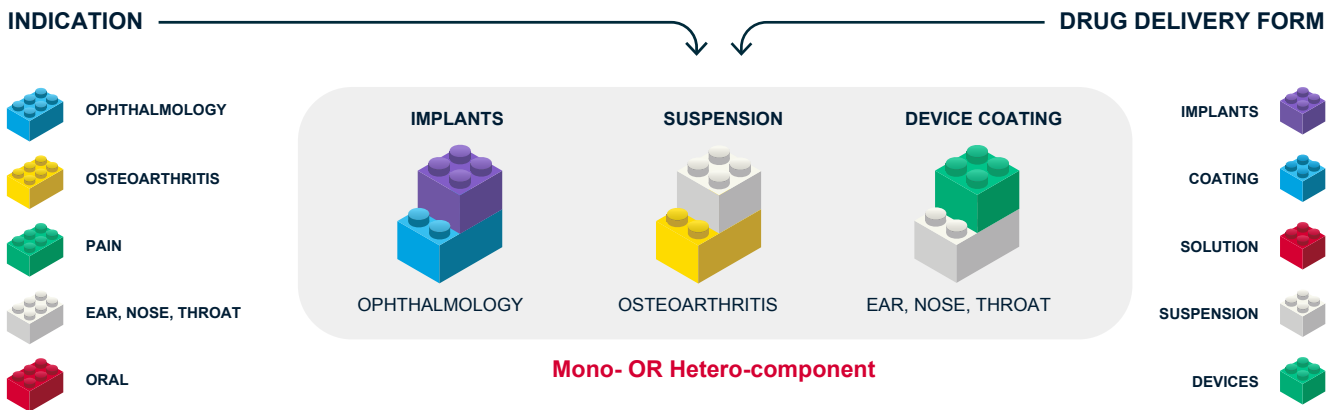 INDICATION
DRUG DELIVERY FORM
OPHTHALMOLOGY
OSTEOARTHRITIS
PAIN
EAR, NOSE, THROAT
ORAL
IMPLANTS
SUSPENSION
DEVICE COATING
OPHTHALMOLOGY
OSTEOARTHRITIS
EAR, NOSE, THROAT
Mono- OR Hetero-component
IMPLANTS
COATING
SOLUTION
SUSPENSION
DEVICES